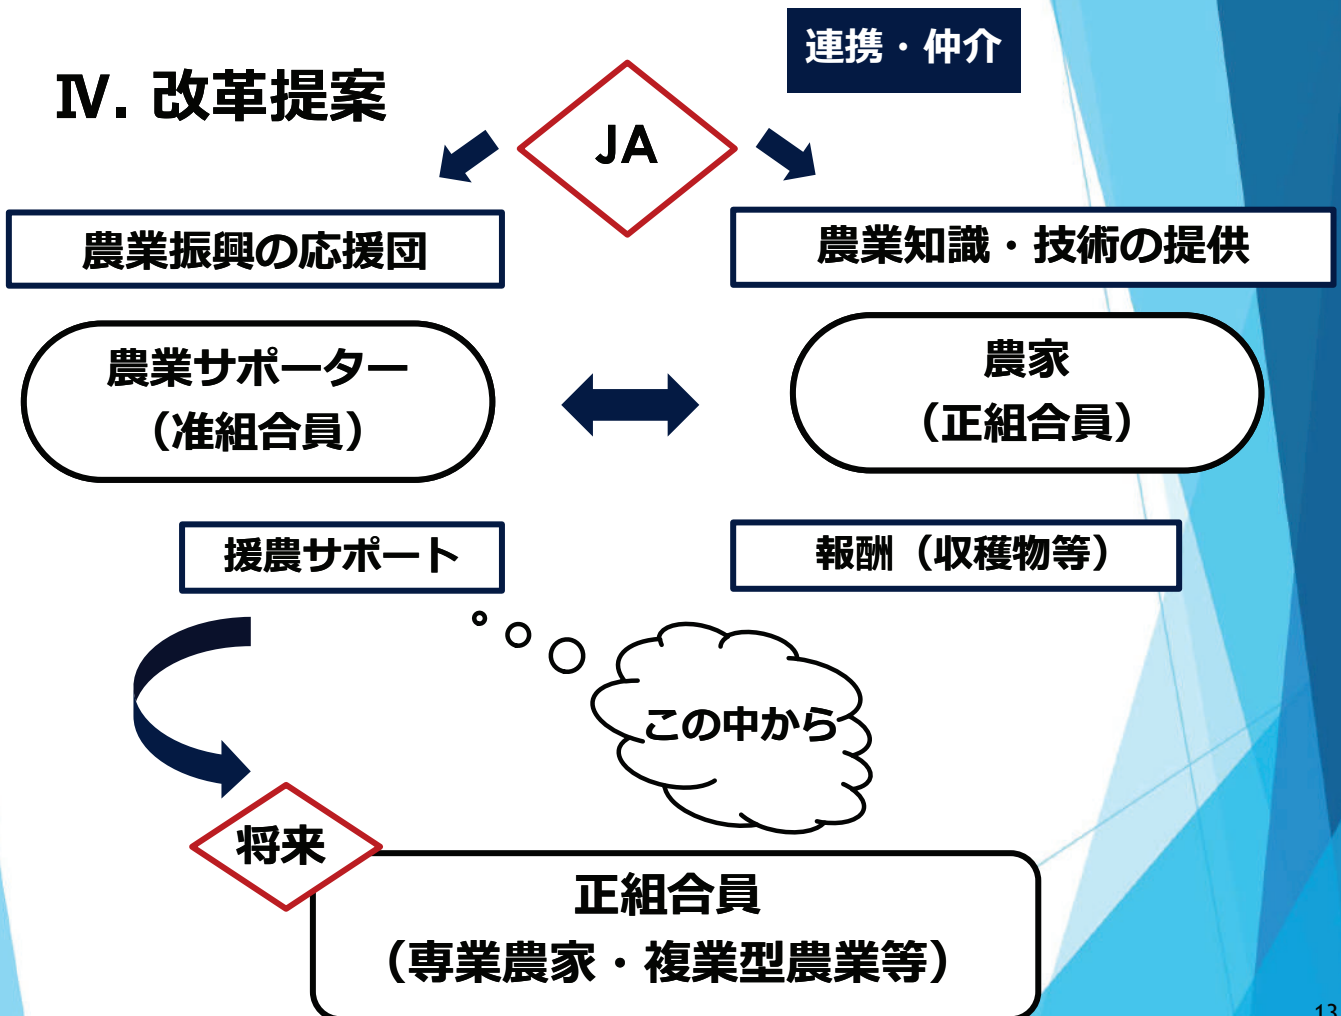 連携・仲介
Ⅳ. 改革提案
JA
農業振興の応援団
農業知識・技術の提供
農業サポーター
（准組合員）
農家
（正組合員）
援農サポート
報酬（収穫物等）
この中から
将来
正組合員
（専業農家・複業型農業等）
13